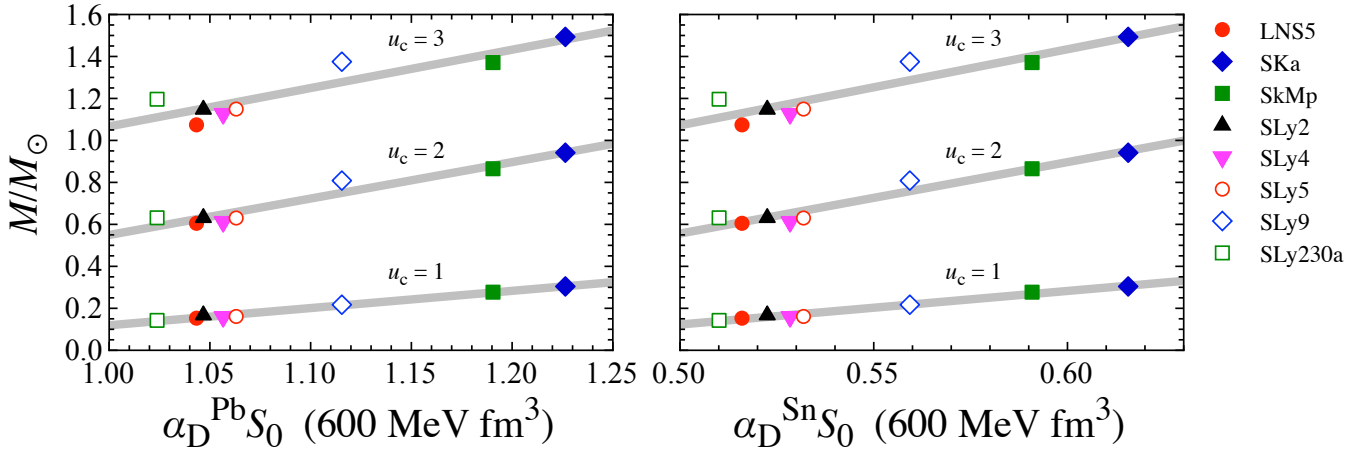 M/M⊙
1.6
1.4
1.2
1.0
0.8
0.6
0.4
0.2
0.0
u_c = 3
u_c = 2
u_c = 1
1.00 1.05 1.10 1.15 1.20 1.25
α_D^Pb S_0 (600 MeV fm^3)
u_c = 3
u_c = 2
u_c = 1
0.50 0.55 0.60
α_D^Sn S_0 (600 MeV fm^3)
LNS5
SKa
SkMp
SLy2
SLy4
SLy5
SLy9
SLy230a